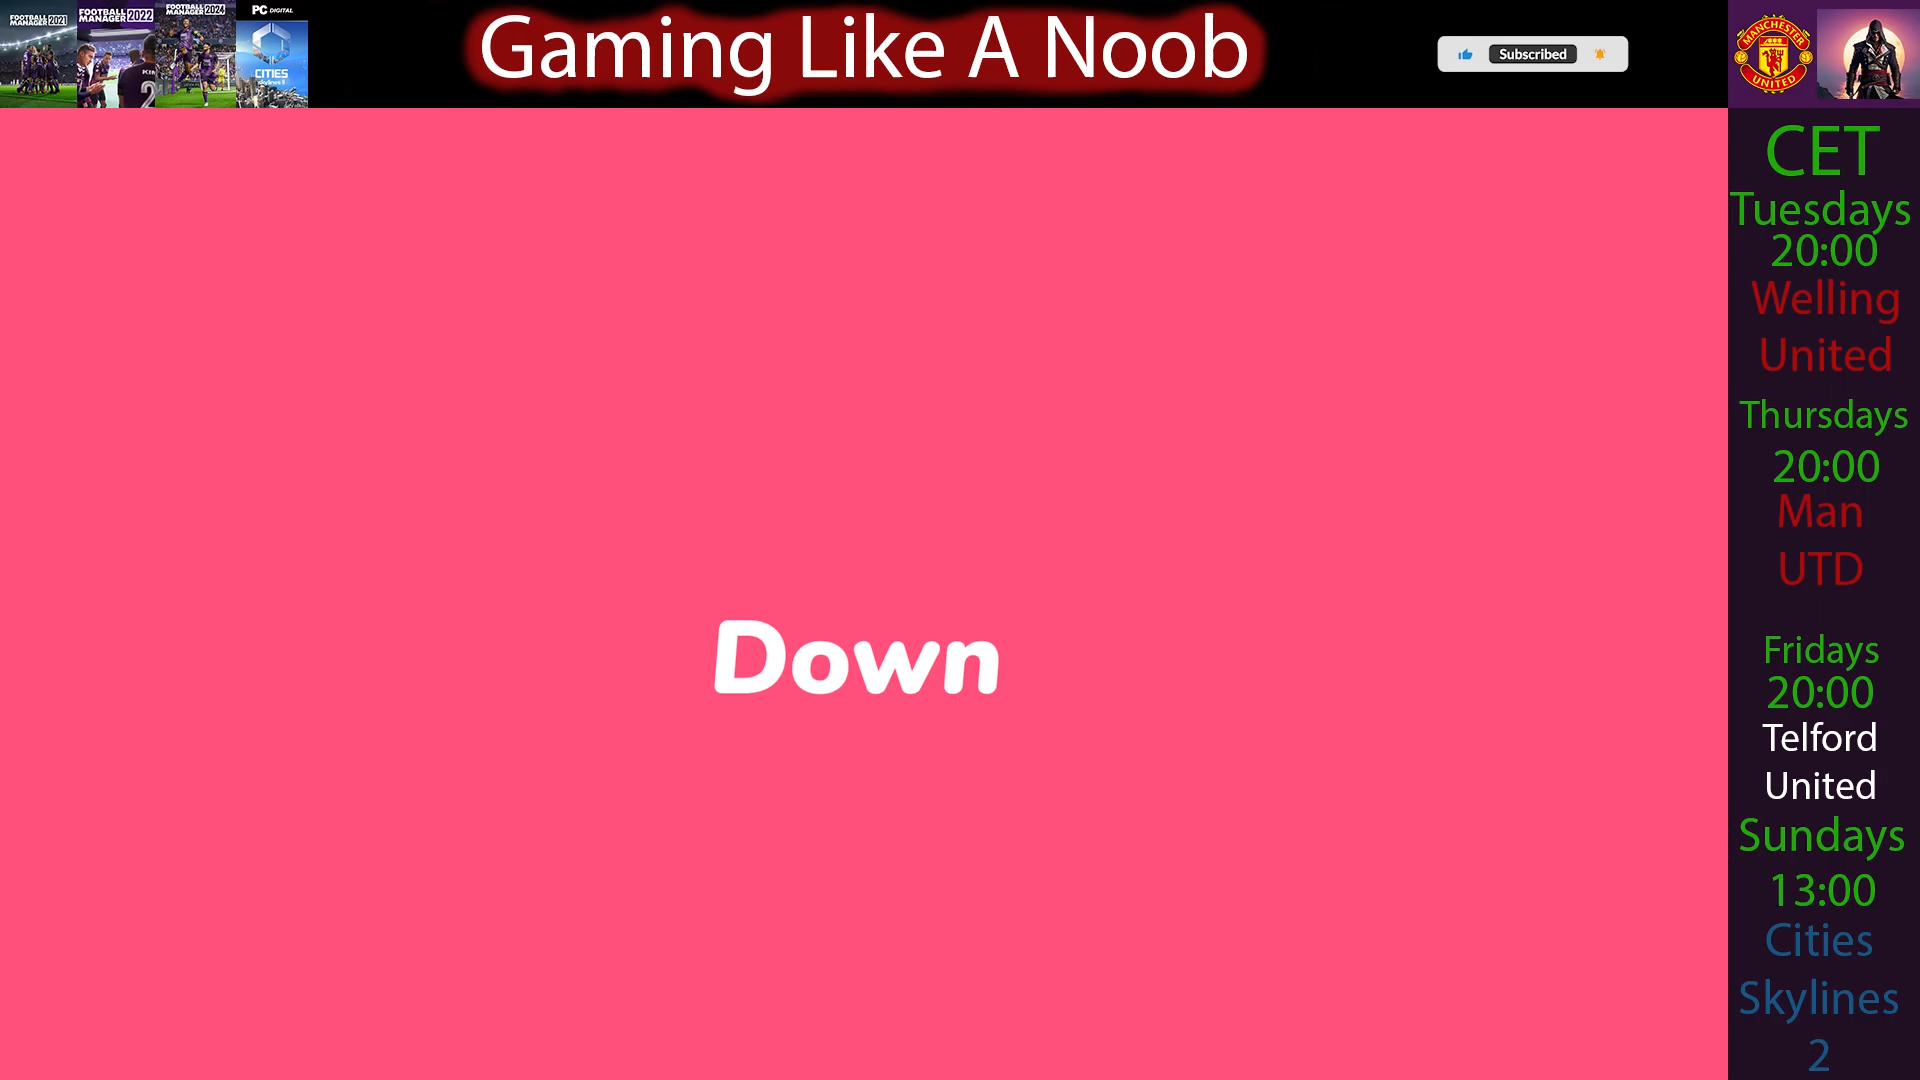 FOOTBALL MANAGER 2021
FOOTBALL MANAGER 2022
FOOTBALL MANAGER 2024
PC DIGITAL
CITIES
SKYLINES II
Gaming Like A Noob
Subscribed
MANCHESTER
UNITED
CET
Tuesdays
20:00
Welling
United
Thursdays
20:00
Man
UTD
Fridays
20:00
Telford
United
Sundays
13:00
Cities
Skylines
2
Down